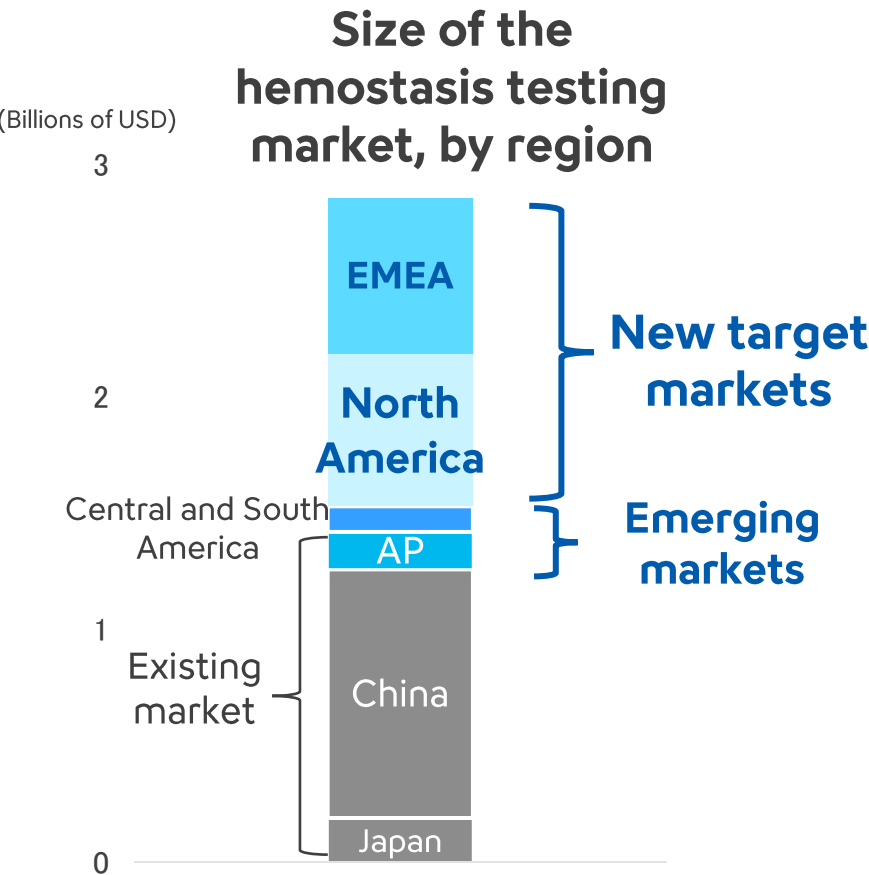 Size of the
hemostasis testing
market, by region
(Billions of USD)
3
EMEA
New target
markets
2
North
America
Central and South
America
Emerging
markets
AP
1
Existing
market
China
Japan
0